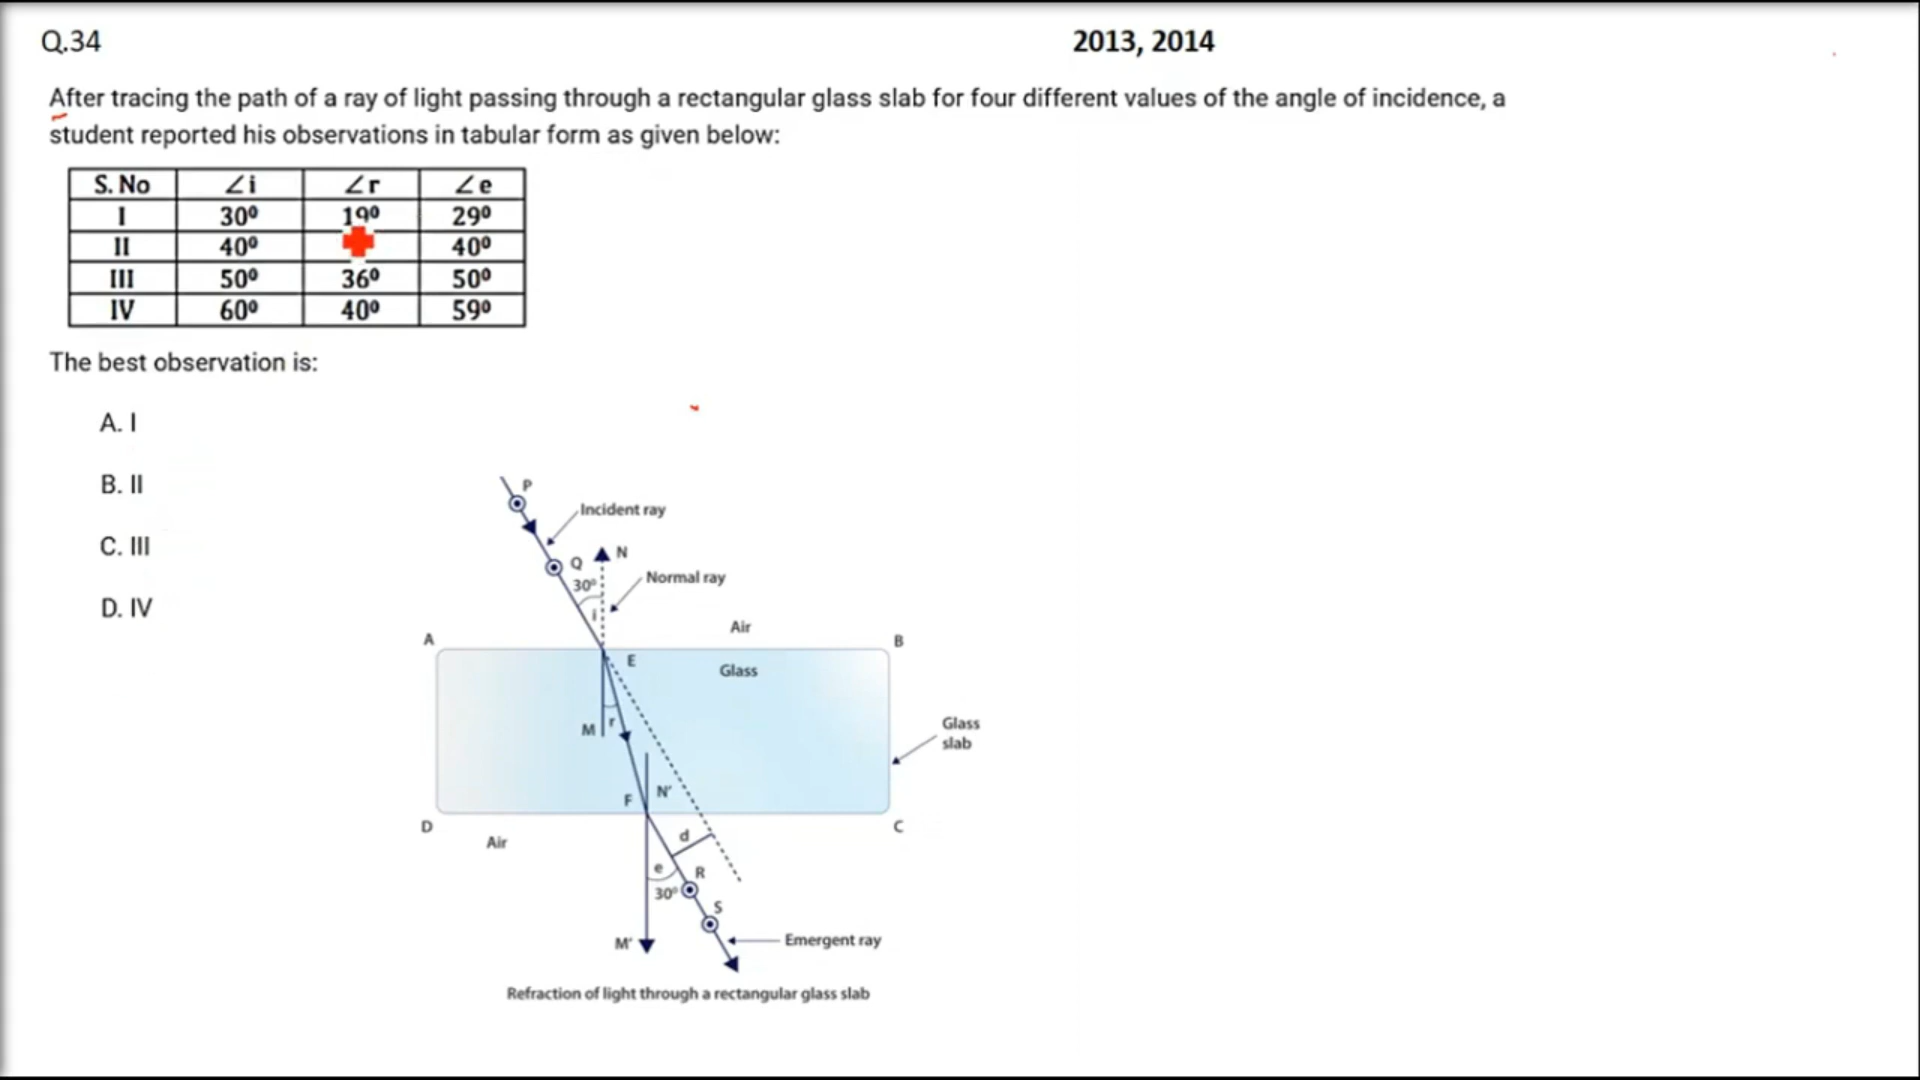 Q.34
2013, 2014
After tracing the path of a ray of light passing through a rectangular glass slab for four different values of the angle of incidence, a
student reported his observations in tabular form as given below:
S. No ∠i ∠r ∠e
I 30⁰ 19⁰ 29⁰
II 40⁰ 40⁰
III 50⁰ 36⁰ 50⁰
IV 60⁰ 40⁰ 59⁰
The best observation is:
A. I
B. II
C. III
D. IV
P
Incident ray
Q
N
30⁰
Normal ray
i
Air
A
B
E
Glass
M
r
Glass
slab
F
N'
D
C
Air
d
e
R
30⁰
S
M'
Emergent ray
Refraction of light through a rectangular glass slab